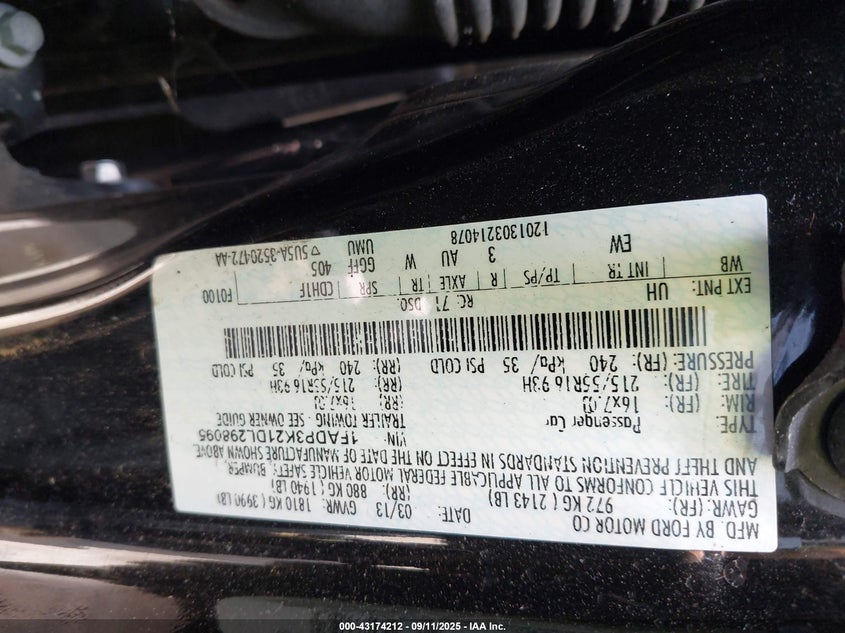 MFD. BY FORD MOTOR CO
DATE: 03/13 GVWR: 1810 KG ( 3990 LB)
GAWR: (FR): 972 KG ( 2143 LB) (RR): 880 KG ( 1940 LB)
THIS VEHICLE CONFORMS TO ALL APPLICABLE FEDERAL MOTOR VEHICLE SAFETY, BUMPER,
AND THEFT PREVENTION STANDARDS IN EFFECT ON THE DATE OF MANUFACTURE SHOWN ABOVE.
VIN 1FADP3K21DL298095
TYPE Passenger Car TRAILER TOWING - SEE OWNER GUIDE
RIM: (FR): 16x7.0J (RR): 16x7.0J
TIRE: (FR): 215/55R16 93H (RR): 215/55R16 93H
PRESSURE: (FR): 240 kPa/ 35 PSI COLD (RR): 240 kPa/ 35 PSI COLD
EXT PNT: UH RC: 71 DSO: F0100
WB INT TR TP/PS R AXLE TR SPR CDH1F
EW 3 AU W GGFF 405
1201303214078 UMU ▽5U5A-3520472-AA
000-43174212 - 09/11/2025 - IAA Inc.